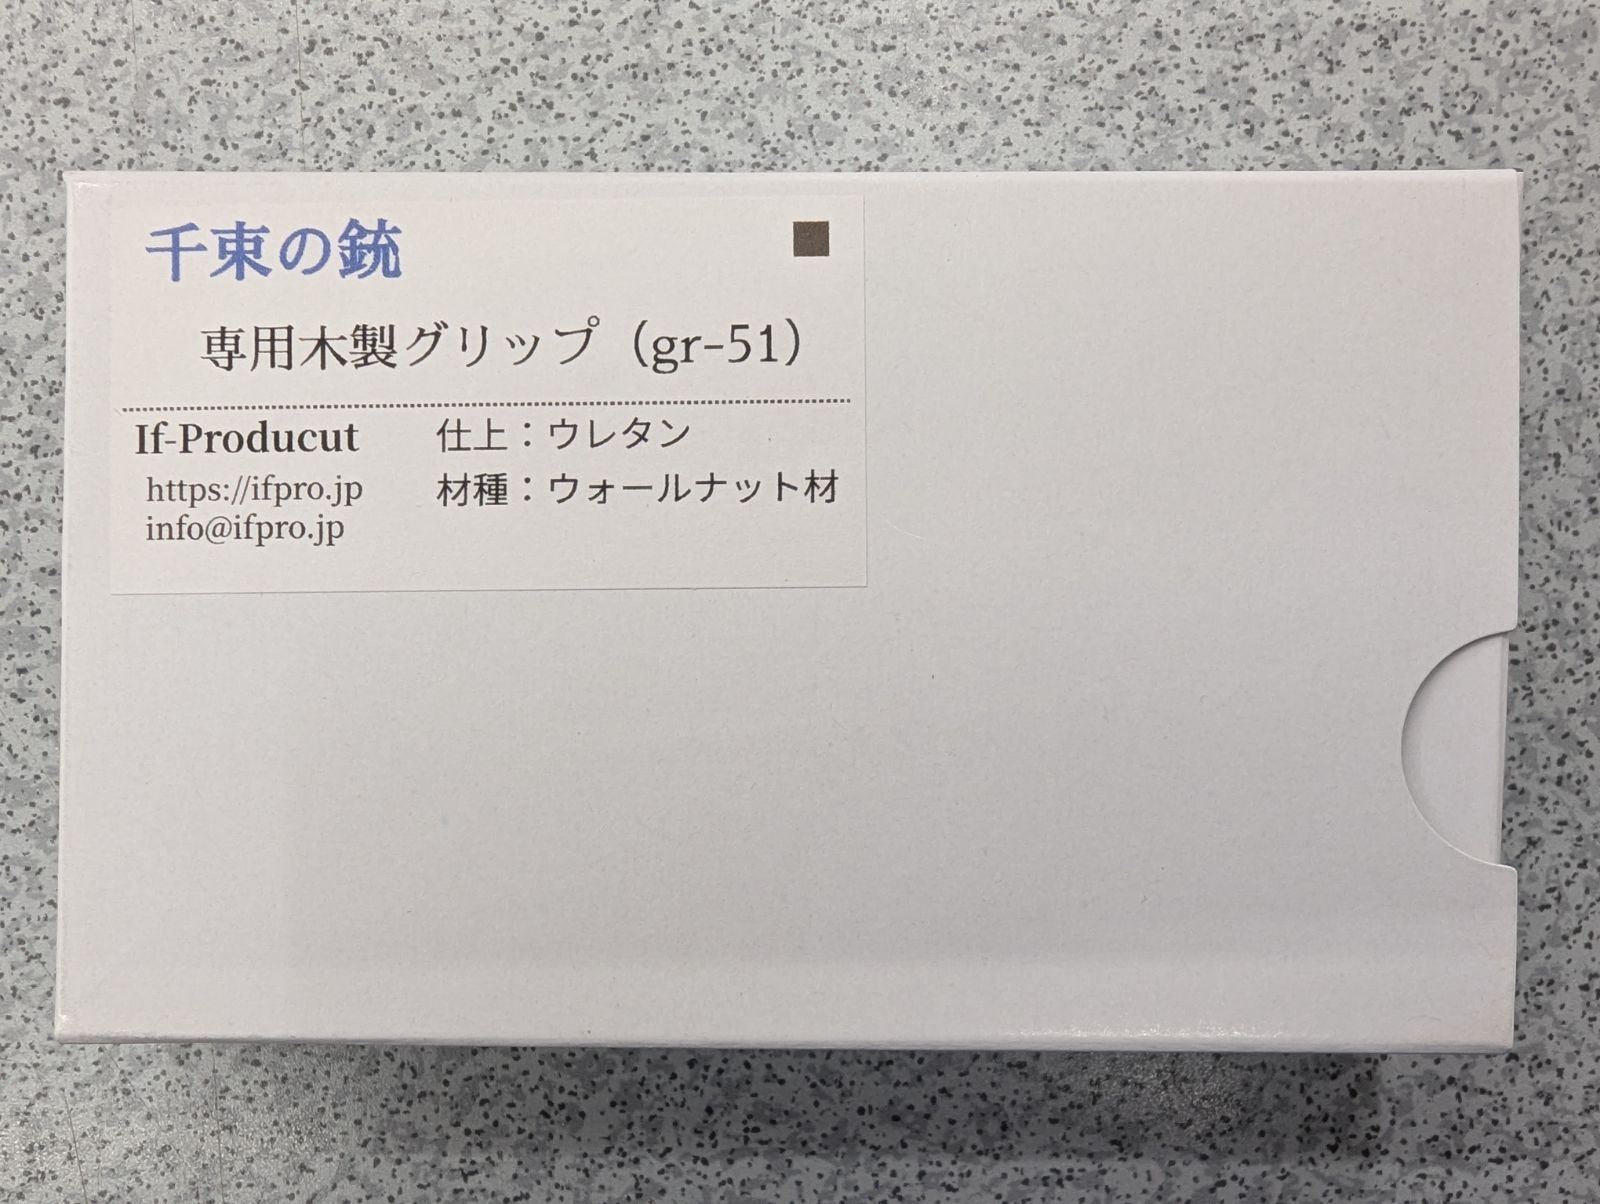 千束の銃
専用木製グリップ（gr-51）
If-Producut
https://ifpro.jp
info@ifpro.jp
仕上：ウレタン
材種：ウォールナット材